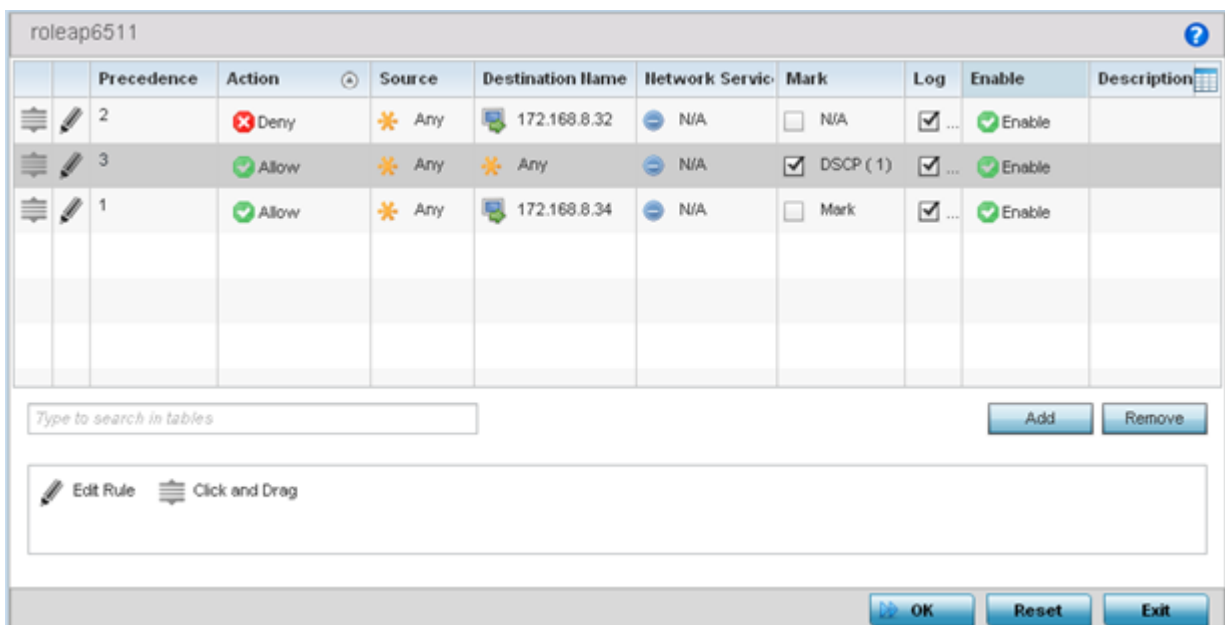 roleap6511
Precedence Action Source Destination Name Network Servic Mark Log Enable Description
2 Deny Any 172.168.8.32 N/A N/A ... Enable
3 Allow Any Any N/A DSCP ( 1 ) ... Enable
1 Allow Any 172.168.8.34 N/A Mark ... Enable
Type to search in tables
Add Remove
Edit Rule Click and Drag
OK Reset Exit